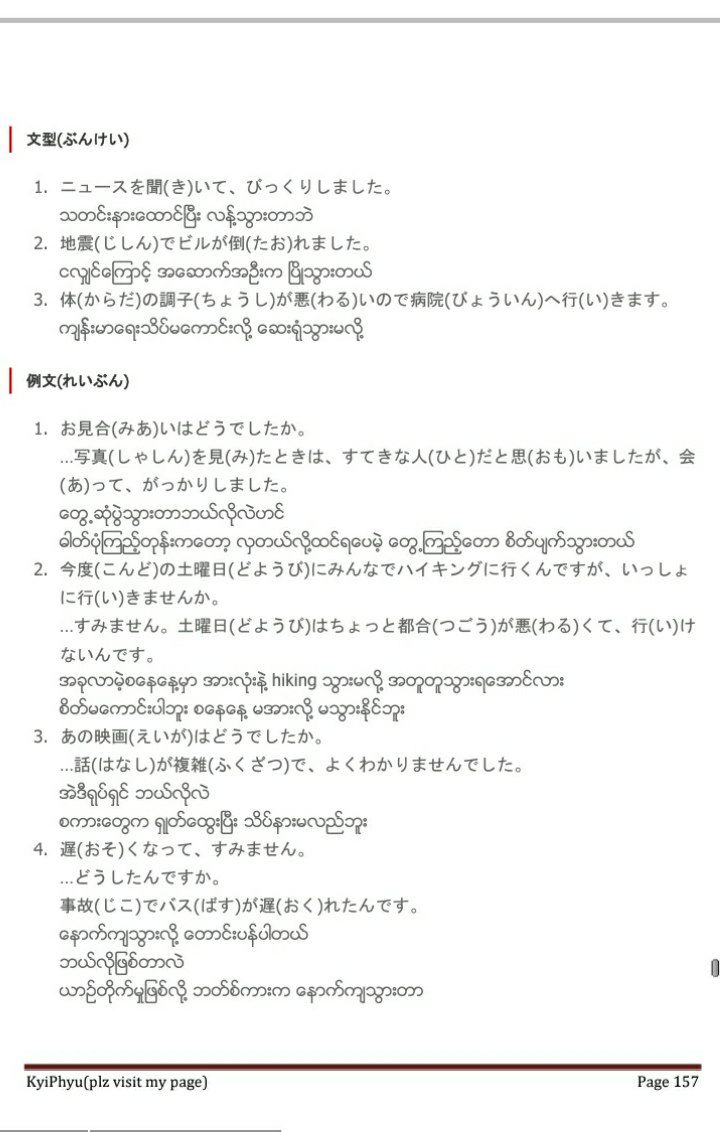 文型(ぶんけい)
1. ニュースを聞(き)いて、びっくりしました。
သတင်းနားထောင်ပြီး လန့်သွားတာဘဲ
2. 地震(じしん)でビルが倒(たお)れました。
ငလျှင်ကြောင့် အဆောက်အဦးက ပြိုသွားတယ်
3. 体(からだ)の調子(ちょうし)が悪(わる)いので病院(びょういん)へ行(い)きます。
ကျန်းမာရေးသိပ်မကောင်းလို့ ဆေးရုံသွားမလို့
例文(れいぶん)
1. お見合(みあ)いはどうでしたか。
…写真(しゃしん)を見(み)たときは、すてきな人(ひと)だと思(おも)いましたが、会
(あ)って、がっかりしました。
တွေ့ဆုံပွဲသွားတာဘယ်လိုလဲဟင်
ဓါတ်ပုံကြည့်တုန်းကတော့ လှတယ်လို့ထင်ရပေမဲ့ တွေ့ကြည့်တော စိတ်ပျက်သွားတယ်
2. 今度(こんど)の土曜日(どようび)にみんなでハイキングに行くんですが、いっしょ
に行(い)きませんか。
…すみません。土曜日(どようび)はちょっと都合(つごう)が悪(わる)くて、行(い)け
ないんです。
အခုလာမဲ့စနေနေ့မှာ အားလုံးနဲ့ hiking သွားမလို့ အတူတူသွားရအောင်လား
စိတ်မကောင်းပါဘူး စနေနေ့ မအားလို့ မသွားနိုင်ဘူး
3. あの映画(えいが)はどうでしたか。
…話(はなし)が複雑(ふくざつ)で、よくわかりませんでした。
အဲဒီရုပ်ရှင် ဘယ်လိုလဲ
စကားတွေက ရှုတ်ထွေးပြီး သိပ်နားမလည်ဘူး
4. 遅(おそ)くなって、すみません。
…どうしたんですか。
事故(じこ)でバス(ばす)が遅(おく)れたんです。
နောက်ကျသွားလို့ တောင်းပန်ပါတယ်
ဘယ်လိုဖြစ်တာလဲ
ယာဉ်တိုက်မှုဖြစ်လို့ ဘတ်စ်ကားက နောက်ကျသွားတာ
KyiPhyu(plz visit my page) Page 157